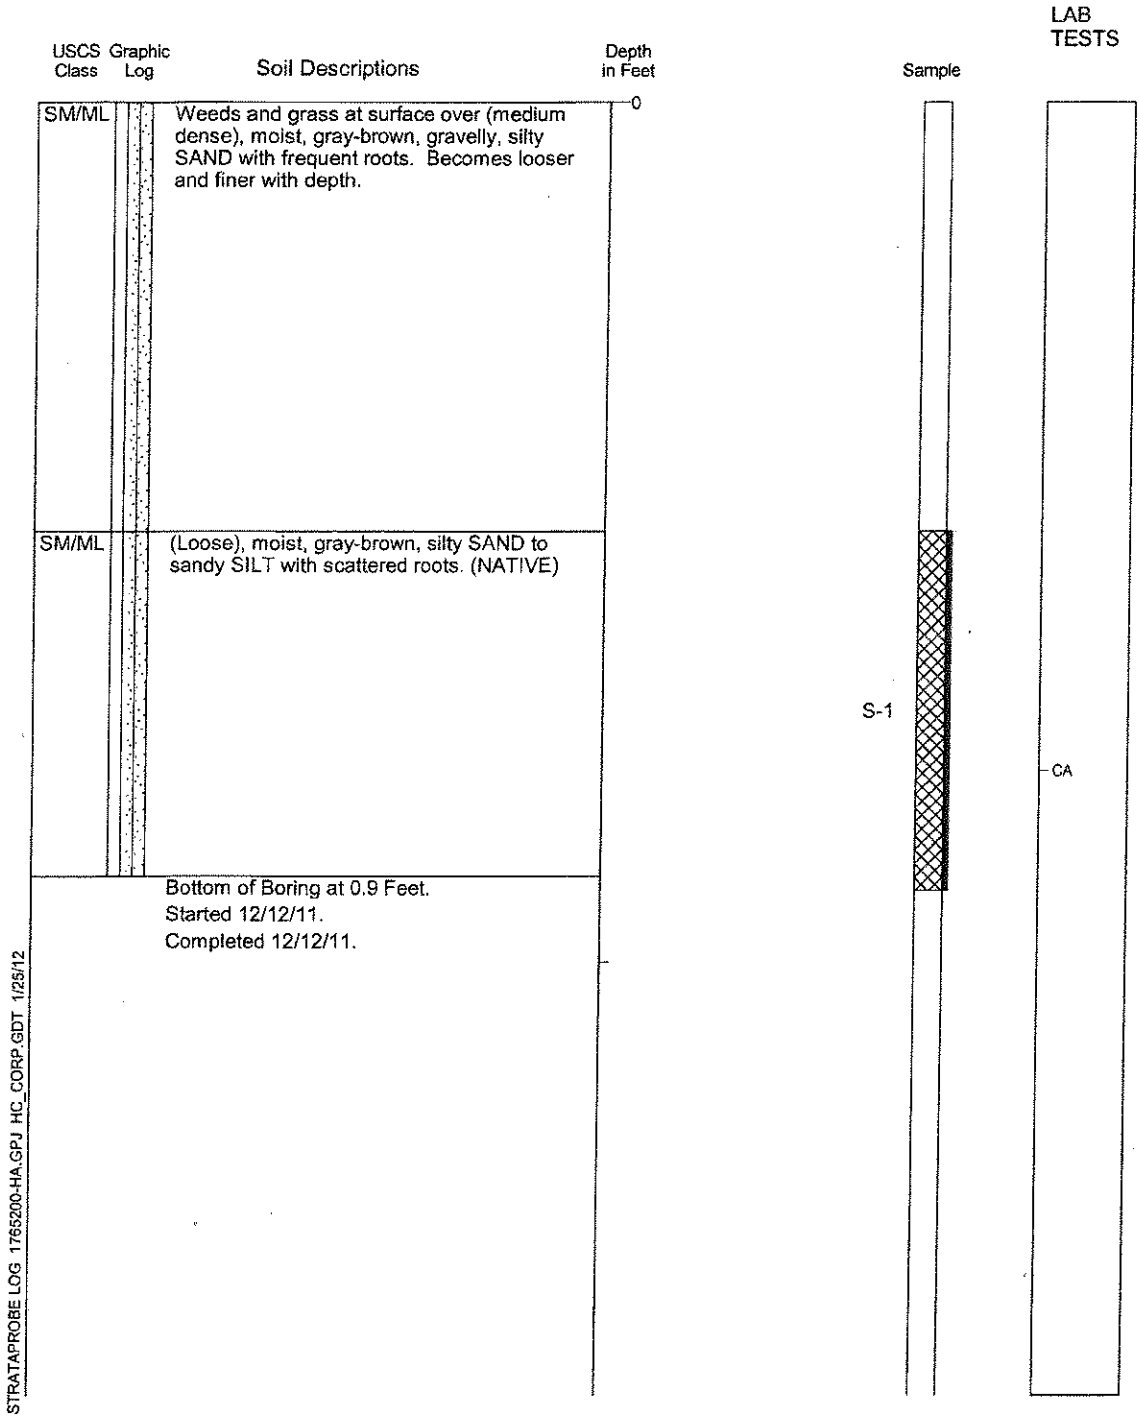 LAB
TESTS
USCS Graphic
Class Log
Soil Descriptions
Depth
in Feet
Sample
0
SM/ML
Weeds and grass at surface over (medium
dense), moist, gray-brown, gravelly, silty
SAND with frequent roots. Becomes looser
and finer with depth.
SM/ML
(Loose), moist, gray-brown, silty SAND to
sandy SILT with scattered roots. (NATIVE)
S-1
CA
Bottom of Boring at 0.9 Feet.
Started 12/12/11.
Completed 12/12/11.
STRATAPROBE LOG 1765200-HA.GPJ HC_CORP.GDT 1/25/12